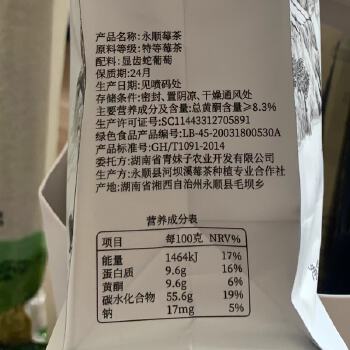 产品名称:永顺莓茶
原料等级:特等莓茶
配料:显齿蛇葡萄
保质期:24月
生产日期:见喷码处
存储条件:密封、置阴凉、干燥通风处
主要营养成分及含量:总黄酮含量≥8.3%
生产许可证号:SC11443312705891
绿色食品产品编号:LB-45-20031800530A
产品标准号:GH/T1091-2014
委托方:湖南省青妹子农业开发有限公司
生产方:永顺县河坝溪莓茶种植专业合作社
产地:湖南省湘西自治州永顺县毛坝乡
营养成分表
项目 每100克 NRV%
能量 1464kJ 17%
蛋白质 9.6g 16%
黄酮 9.6g 6%
碳水化合物 55.6g 19%
钠 17mg 5%